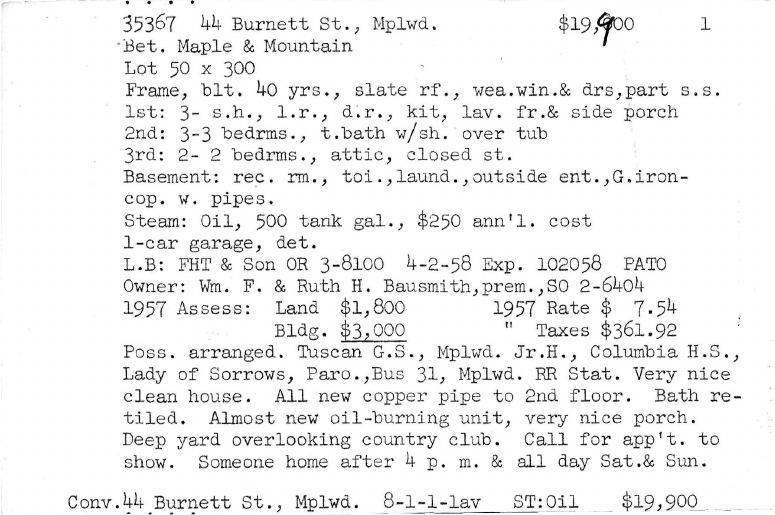 35367 44 Burnett St., Mplwd. $19,900 1
Bet. Maple & Mountain
Lot 50 x 300
Frame, blt. 40 yrs., slate rf., wea.win.& drs,part s.s.
1st: 3- s.h., l.r., d.r., kit, lav. fr.& side porch
2nd: 3-3 bedrms., t.bath w/sh. over tub
3rd: 2- 2 bedrms., attic, closed st.
Basement: rec. rm., toi.,laund.,outside ent.,G.iron-
cop. w. pipes.
Steam: Oil, 500 tank gal., $250 ann'l. cost
1-car garage, det.
L.B: FHT & Son OR 3-8100 4-2-58 Exp. 102058 PATO
Owner: Wm. F. & Ruth H. Bausmith,prem.,SO 2-6404
1957 Assess: Land $1,800 1957 Rate $ 7.54
Bldg. $3,000 " Taxes $361.92
Poss. arranged. Tuscan G.S., Mplwd. Jr.H., Columbia H.S.,
Lady of Sorrows, Paro.,Bus 31, Mplwd. RR Stat. Very nice
clean house. All new copper pipe to 2nd floor. Bath re-
tiled. Almost new oil-burning unit, very nice porch.
Deep yard overlooking country club. Call for app't. to
show. Someone home after 4 p. m. & all day Sat.& Sun.
Conv.44 Burnett St., Mplwd. 8-1-1-lav ST:Oil $19,900